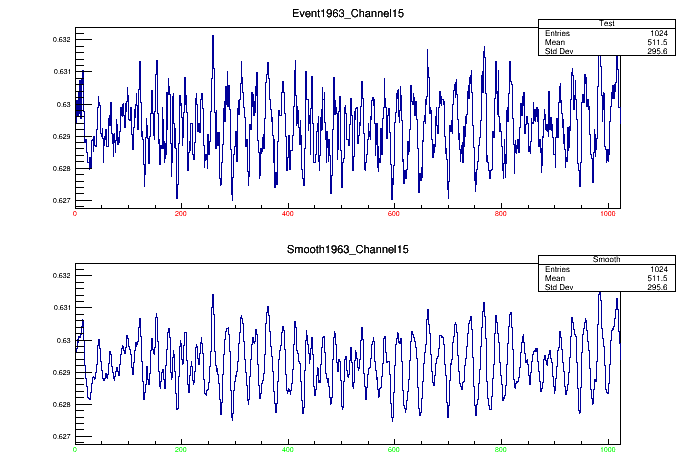 Event1963_Channel15
Test
Entries 1024
Mean 511.5
Std Dev 295.6
0.632
0.631
0.63
0.629
0.628
0.627
0 200 400 600 800 1000
Smooth1963_Channel15
Smooth
Entries 1024
Mean 511.5
Std Dev 295.6
0.632
0.631
0.63
0.629
0.628
0.627
0 200 400 600 800 1000